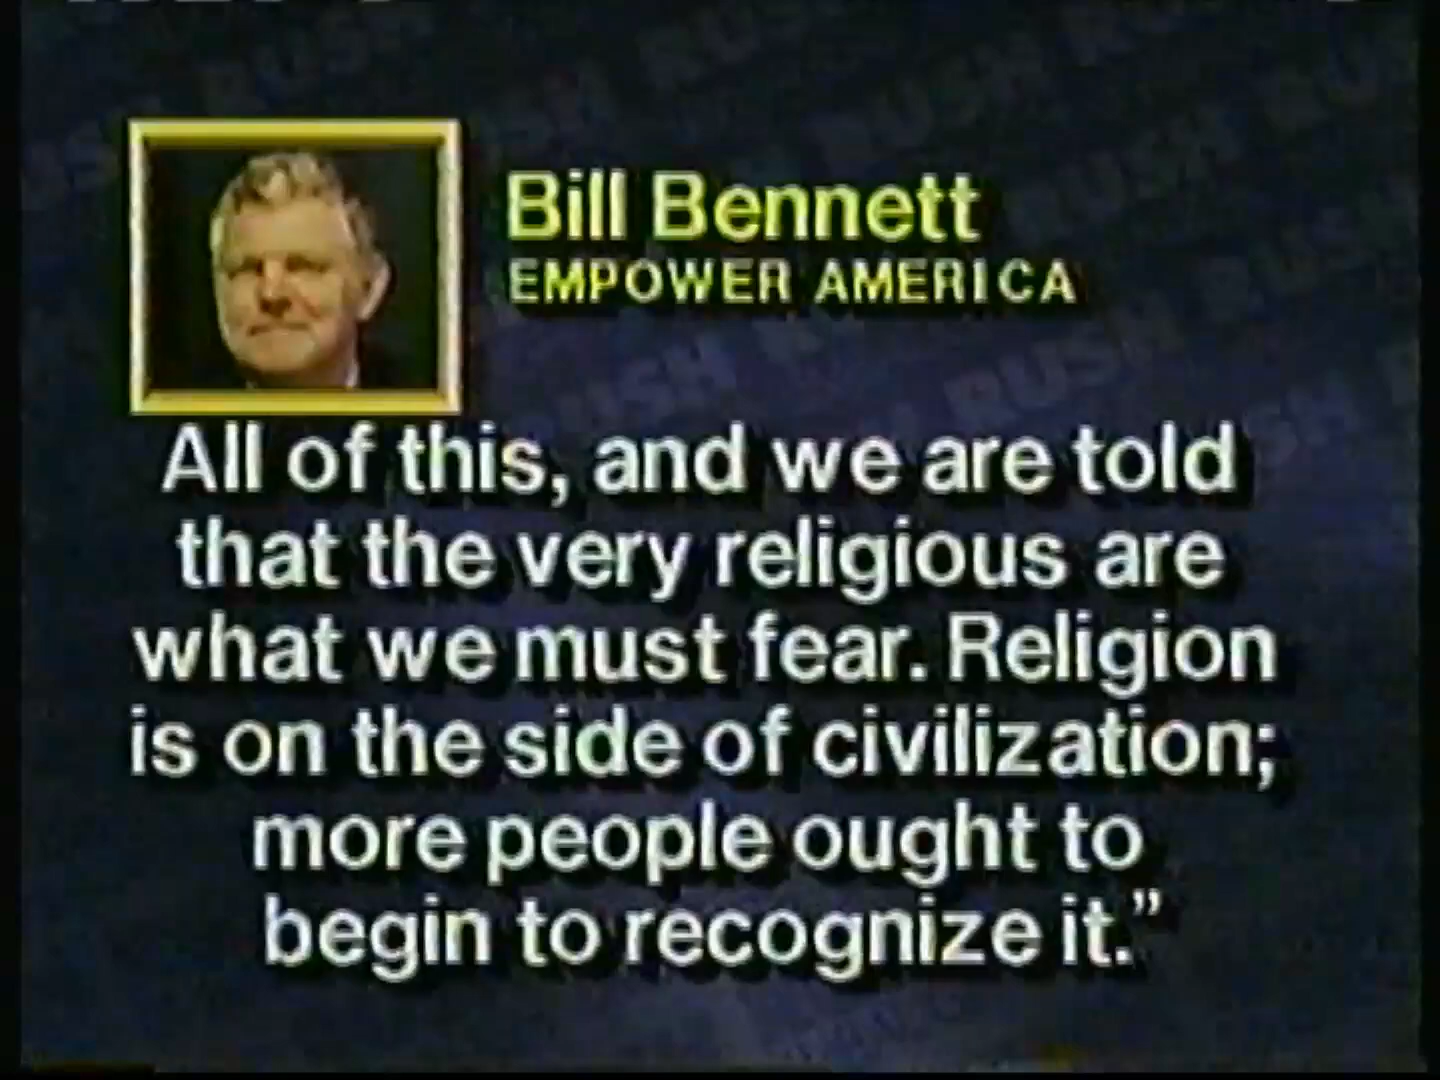 Bill Bennett
EMPOWER AMERICA
All of this, and we are told
that the very religious are
what we must fear. Religion
is on the side of civilization;
more people ought to
begin to recognize it.”
RUSH